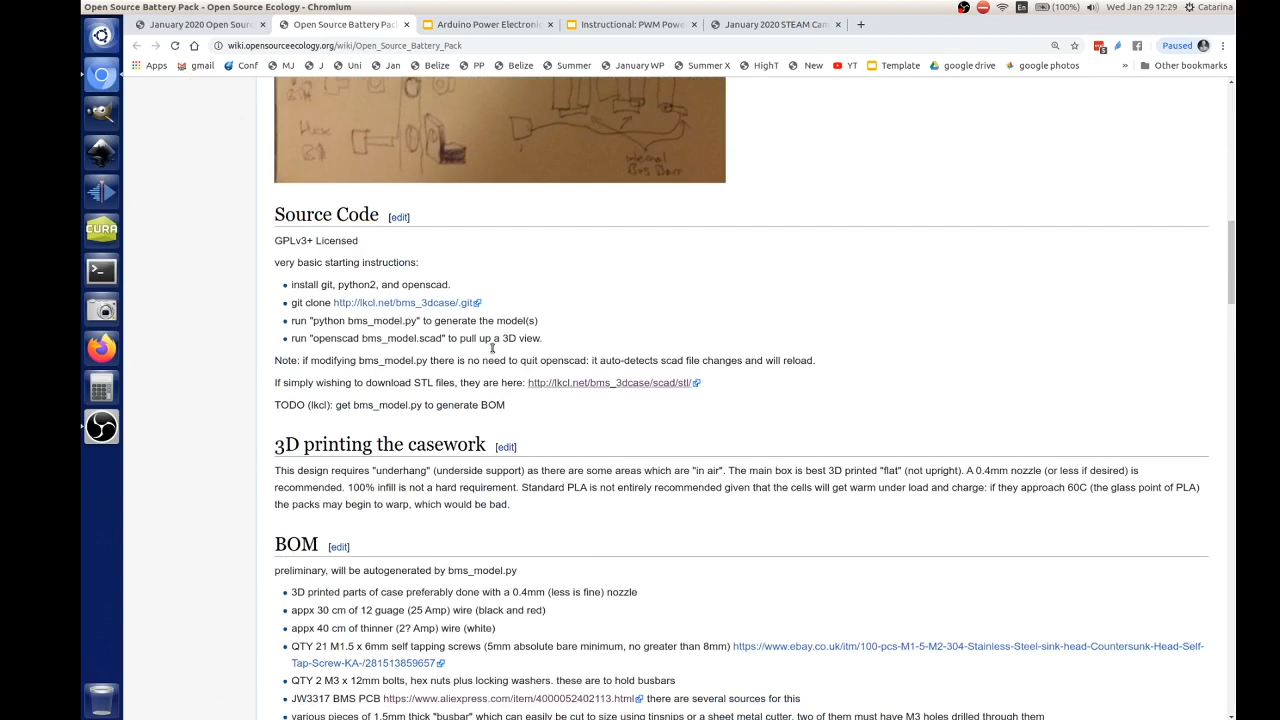 Open Source Battery Pack - Open Source Ecology - Chromium
En
(100%)
Wed Jan 29 12:29
Catarina
January 2020 Open Sour
Open Source Battery Pac
Arduino Power Electroni
Instructional: PWM Powe
January 2020 STEAM Cam
wiki.opensourceecology.org/wiki/Open_Source_Battery_Pack
Paused
Apps
gmail
Conf
MJ
J
Uni
Jan
Belize
PP
Belize
Summer
January WP
Summer X
HighT
New
YT
Template
google drive
google photos
»
Other bookmarks
CURA
Internal
Bus Barr
Source Code [edit]
GPLv3+ Licensed
very basic starting instructions:
install git, python2, and openscad.
git clone http://lkcl.net/bms_3dcase/.git
run "python bms_model.py" to generate the model(s)
run "openscad bms_model.scad" to pull up a 3D view.
Note: if modifying bms_model.py there is no need to quit openscad: it auto-detects scad file changes and will reload.
If simply wishing to download STL files, they are here: http://lkcl.net/bms_3dcase/scad/stl/
TODO (lkcl): get bms_model.py to generate BOM
3D printing the casework [edit]
This design requires "underhang" (underside support) as there are some areas which are "in air". The main box is best 3D printed "flat" (not upright). A 0.4mm nozzle (or less if desired) is
recommended. 100% infill is not a hard requirement. Standard PLA is not entirely recommended given that the cells will get warm under load and charge: if they approach 60C (the glass point of PLA)
the packs may begin to warp, which would be bad.
BOM [edit]
preliminary, will be autogenerated by bms_model.py
3D printed parts of case preferably done with a 0.4mm (less is fine) nozzle
appx 30 cm of 12 guage (25 Amp) wire (black and red)
appx 40 cm of thinner (2? Amp) wire (white)
QTY 21 M1.5 x 6mm self tapping screws (5mm absolute bare minimum, no greater than 8mm) https://www.ebay.co.uk/itm/100-pcs-M1-5-M2-304-Stainless-Steel-sink-head-Countersunk-Head-Self-
Tap-Screw-KA-/281513859657
QTY 2 M3 x 12mm bolts, hex nuts plus locking washers. these are to hold busbars
JW3317 BMS PCB https://www.aliexpress.com/item/4000052402113.html there are several sources for this
various pieces of 1.5mm thick "busbar" which can easily be cut to size using tinsnips or a sheet metal cutter. two of them must have M3 holes drilled through them